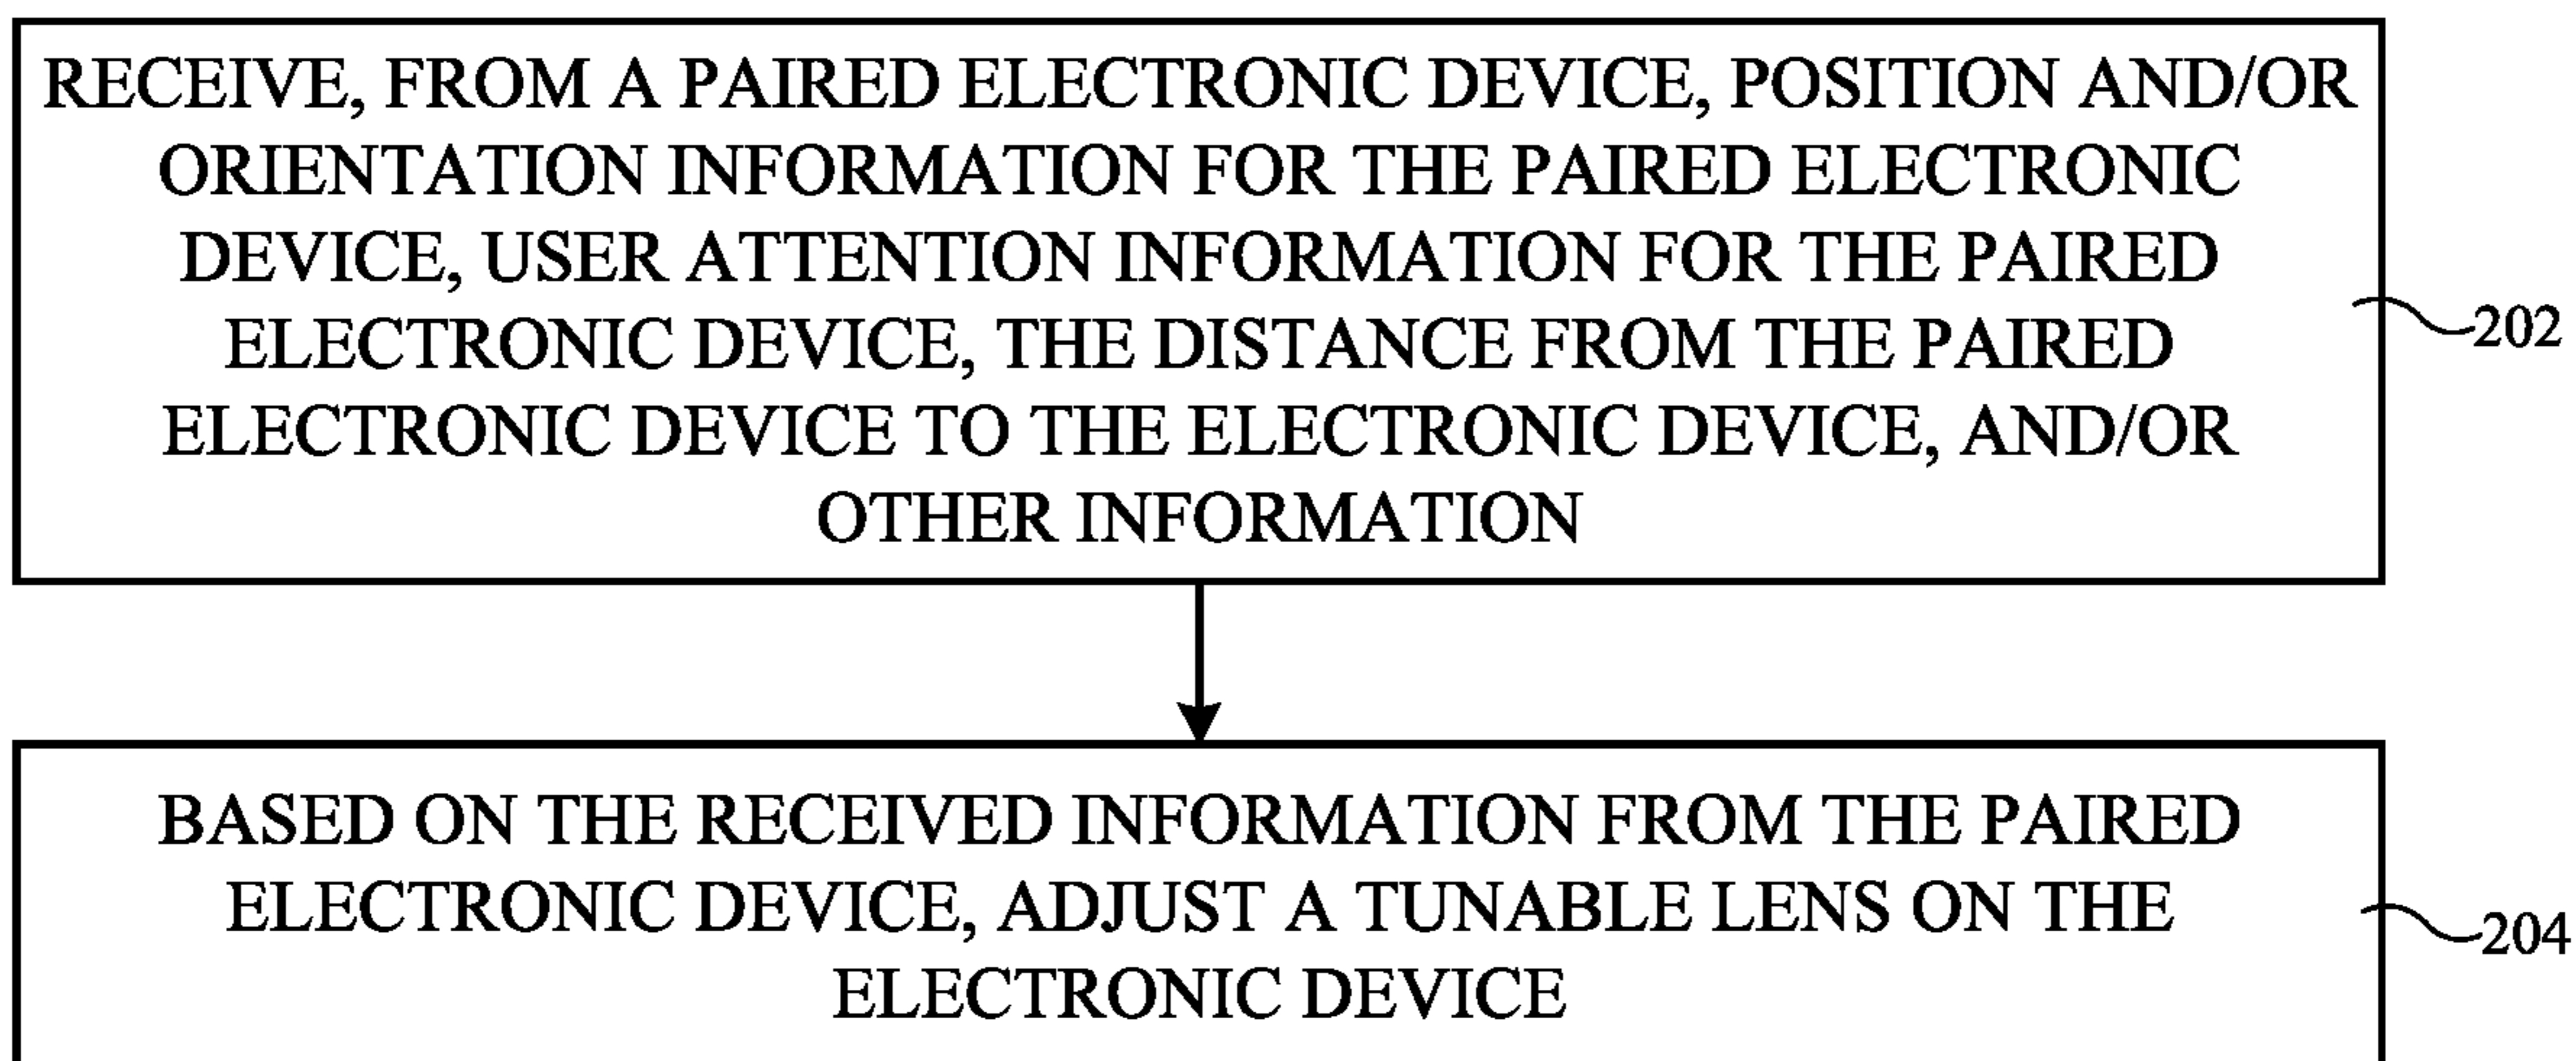 RECEIVE, FROM A PAIRED ELECTRONIC DEVICE, POSITION AND/OR
ORIENTATION INFORMATION FOR THE PAIRED ELECTRONIC
DEVICE, USER ATTENTION INFORMATION FOR THE PAIRED
ELECTRONIC DEVICE, THE DISTANCE FROM THE PAIRED
ELECTRONIC DEVICE TO THE ELECTRONIC DEVICE, AND/OR
OTHER INFORMATION
202
BASED ON THE RECEIVED INFORMATION FROM THE PAIRED
ELECTRONIC DEVICE, ADJUST A TUNABLE LENS ON THE
ELECTRONIC DEVICE
204